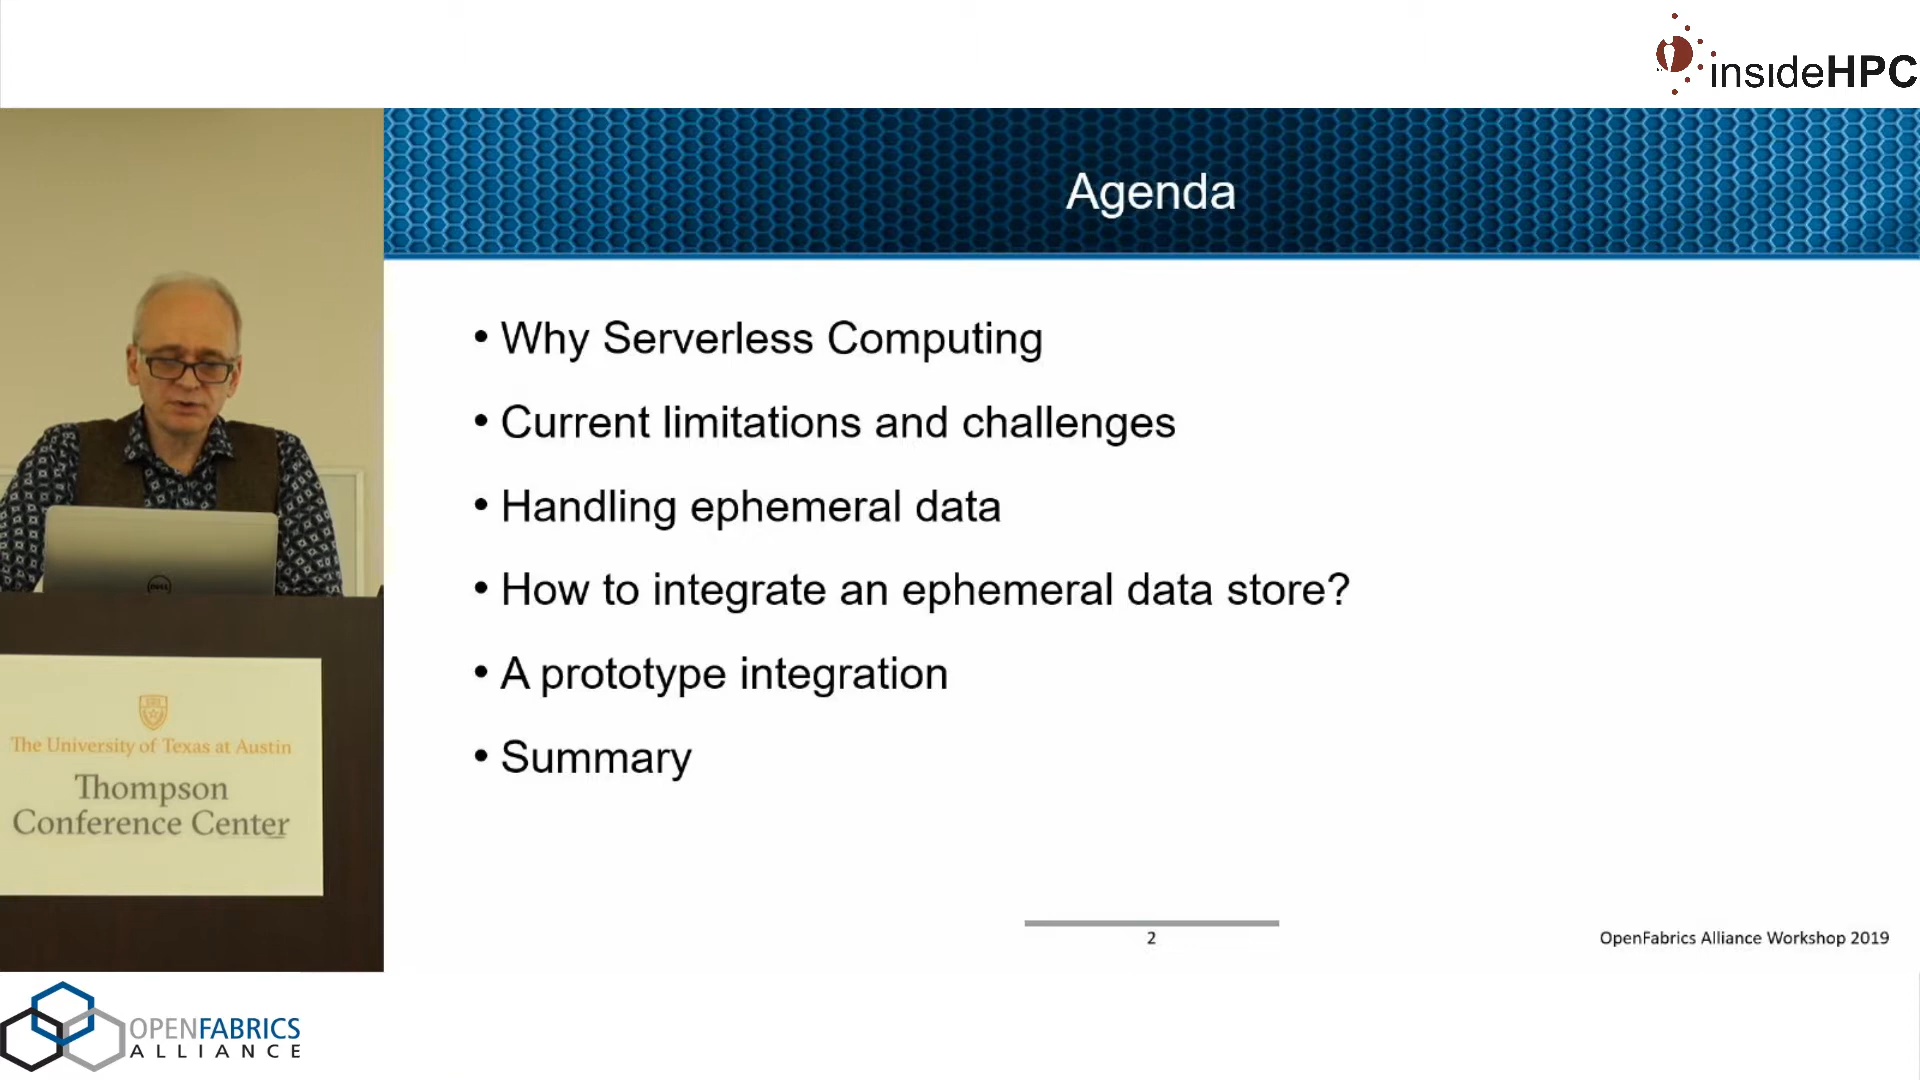 insideHPC
Agenda
• Why Serverless Computing
• Current limitations and challenges
• Handling ephemeral data
• How to integrate an ephemeral data store?
• A prototype integration
• Summary
2
OpenFabrics Alliance Workshop 2019
DELL
The University of Texas at Austin
Thompson
Conference Center
OPENFABRICS
ALLIANCE